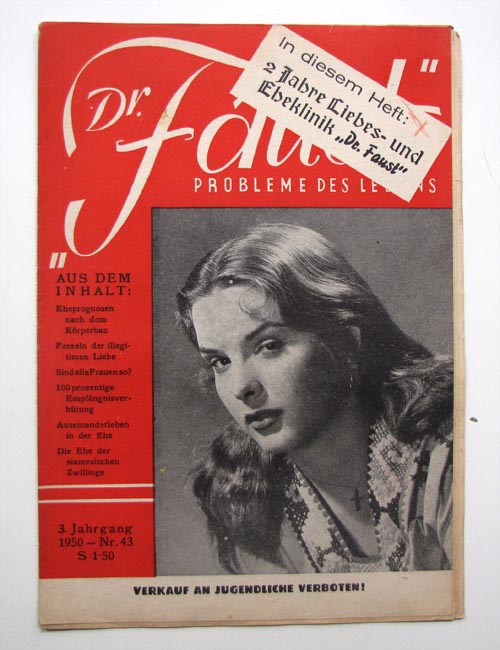 In diesem Heft:
2 Jahre Liebes- und
Eheklinik „Dr. Faust"
„Dr. Faust"
PROBLEME DES LEBENS
AUS DEM
INHALT:
Eheprognosen
nach dem
Körperbau
Fesseln der illegi-
timen Liebe
Sind alle Frauen so?
100 prozentige
Empfängnisver-
hütung
Auseinanderleben
in der Ehe
Die Ehe der
siamesischen
Zwillinge
3. Jahrgang
1950 — Nr. 43
S 1·50
VERKAUF AN JUGENDLICHE VERBOTEN!